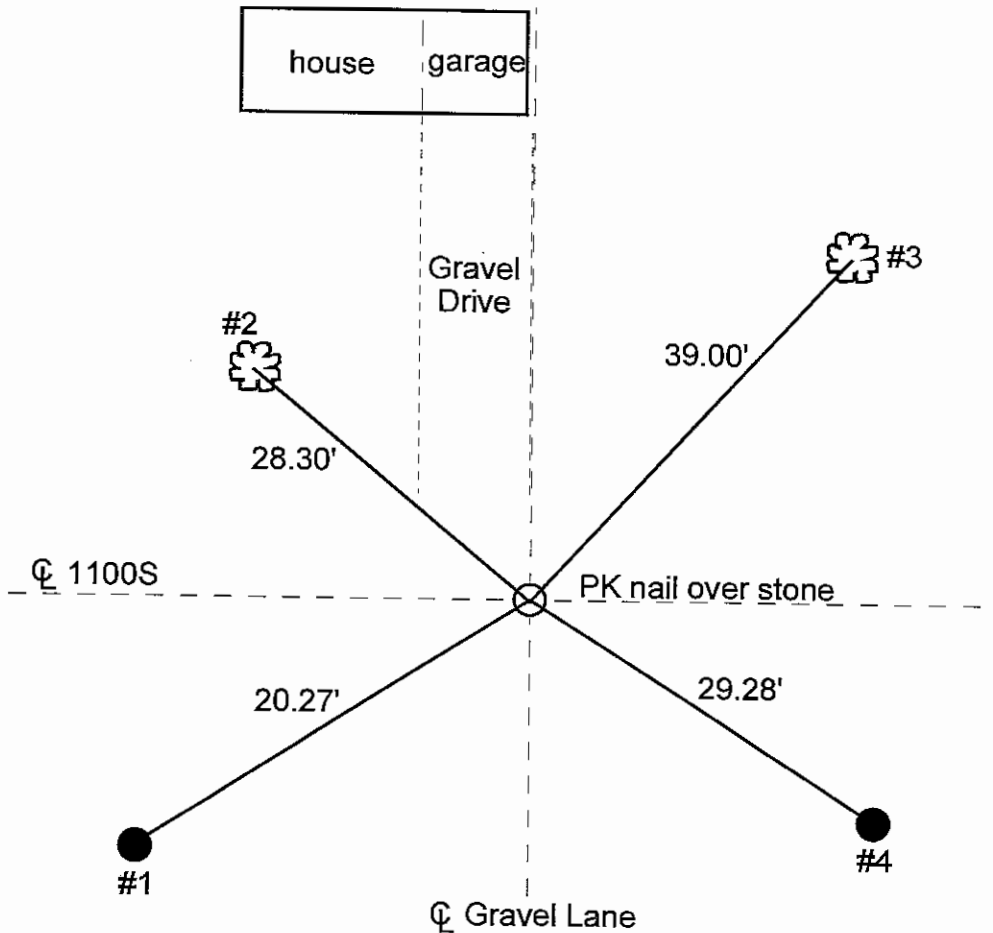 house
garage
Gravel
Drive
#3
#2
39.00'
28.30'
℄ 1100S
PK nail over stone
20.27'
29.28'
#1
#4
℄ Gravel Lane